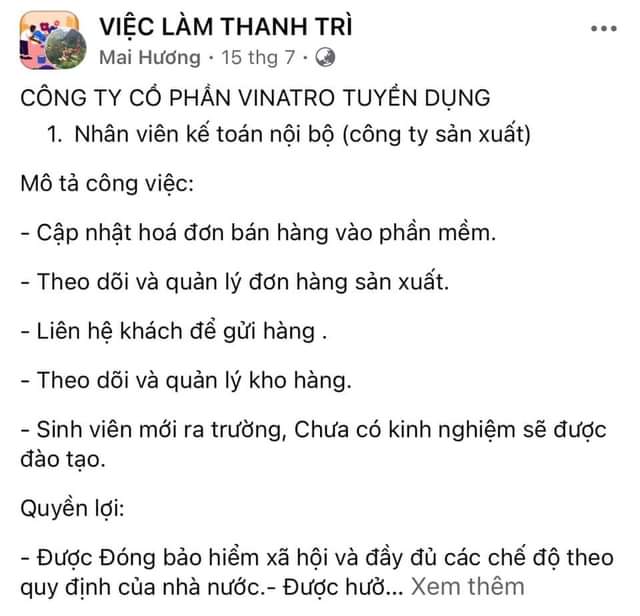 VIỆC LÀM THANH TRÌ
Mai Hương · 15 thg 7 ·
CÔNG TY CỔ PHẦN VINATRO TUYỂN DỤNG
1. Nhân viên kế toán nội bộ (công ty sản xuất)
Mô tả công việc:
- Cập nhật hoá đơn bán hàng vào phần mềm.
- Theo dõi và quản lý đơn hàng sản xuất.
- Liên hệ khách để gửi hàng .
- Theo dõi và quản lý kho hàng.
- Sinh viên mới ra trường, Chưa có kinh nghiệm sẽ được
đào tạo.
Quyền lợi:
- Được Đóng bảo hiểm xã hội và đầy đủ các chế độ theo
quy định của nhà nước.- Được hưở... Xem thêm